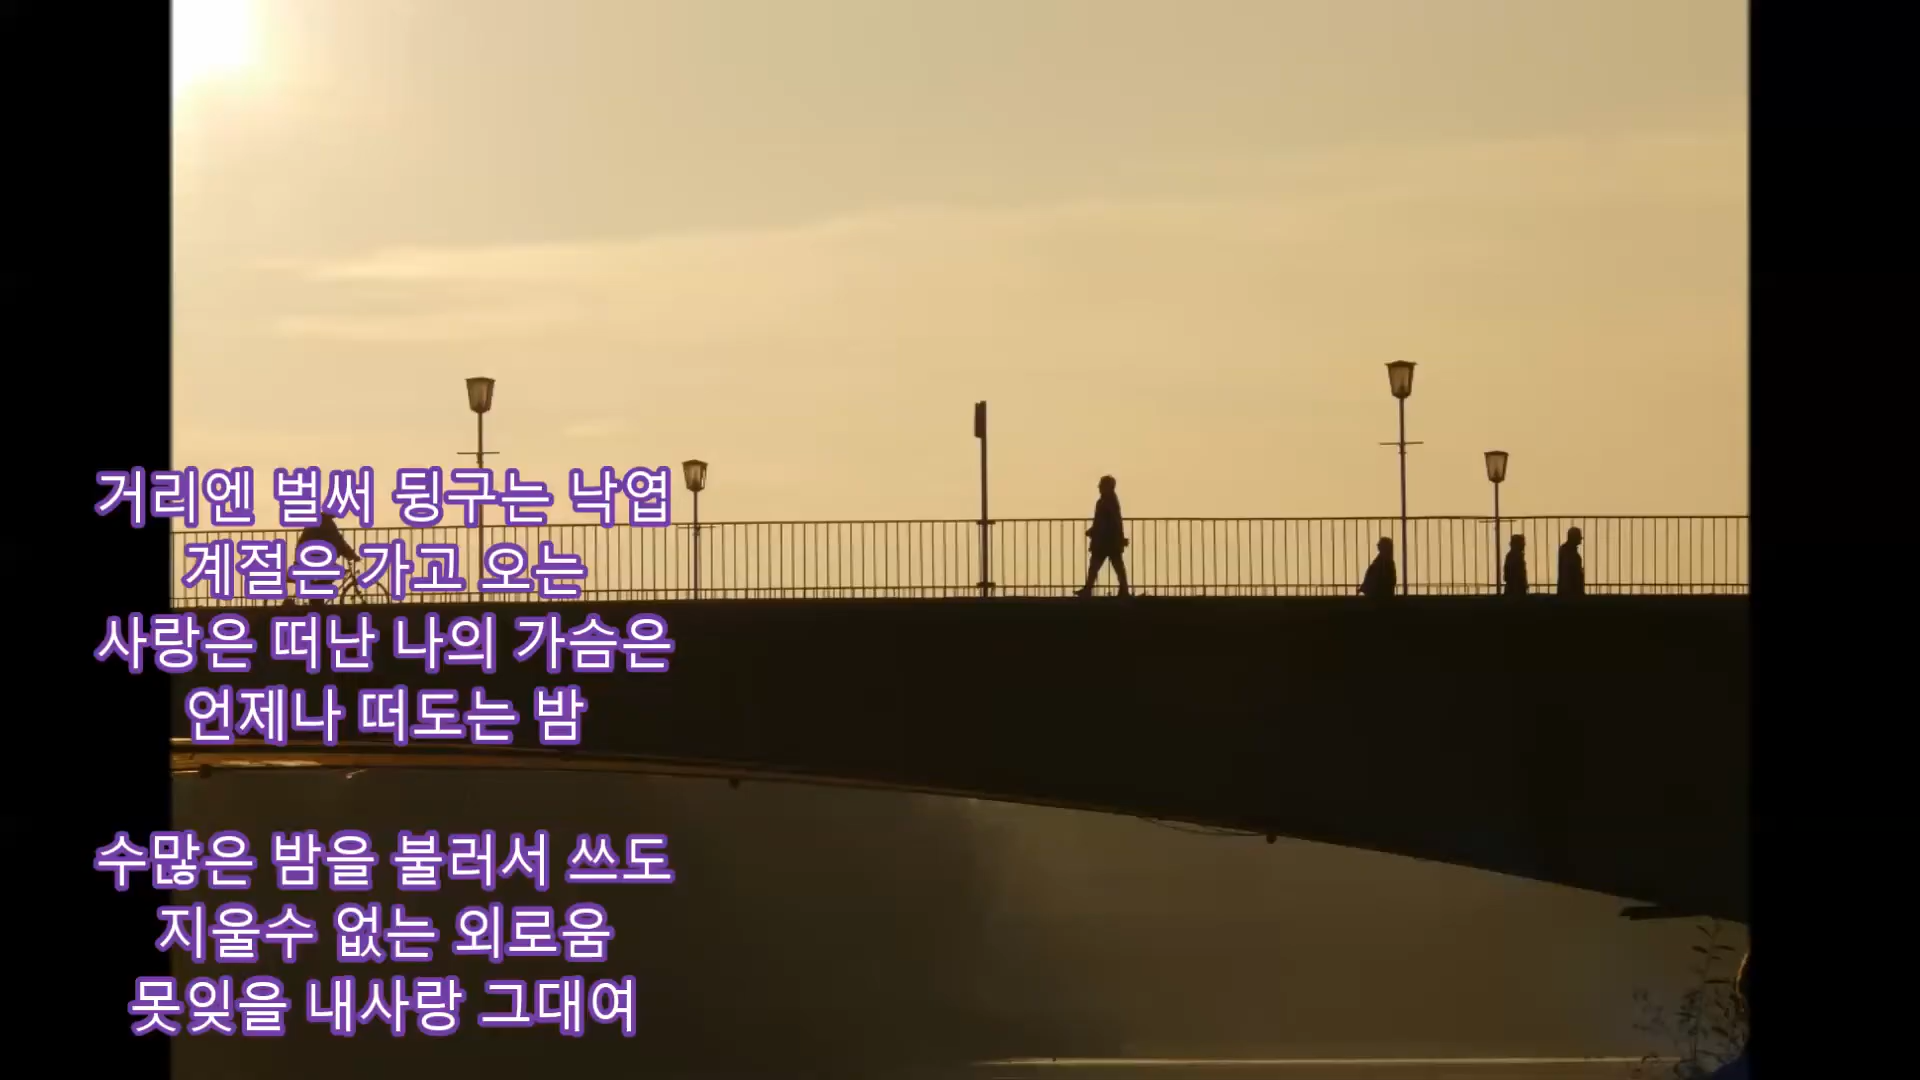 거리엔 벌써 뒹구는 낙엽
계절은 가고 오는
사랑은 떠난 나의 가슴은
언제나 떠도는 밤
수많은 밤을 불러서 쓰도
지울수 없는 외로움
못잊을 내사랑 그대여